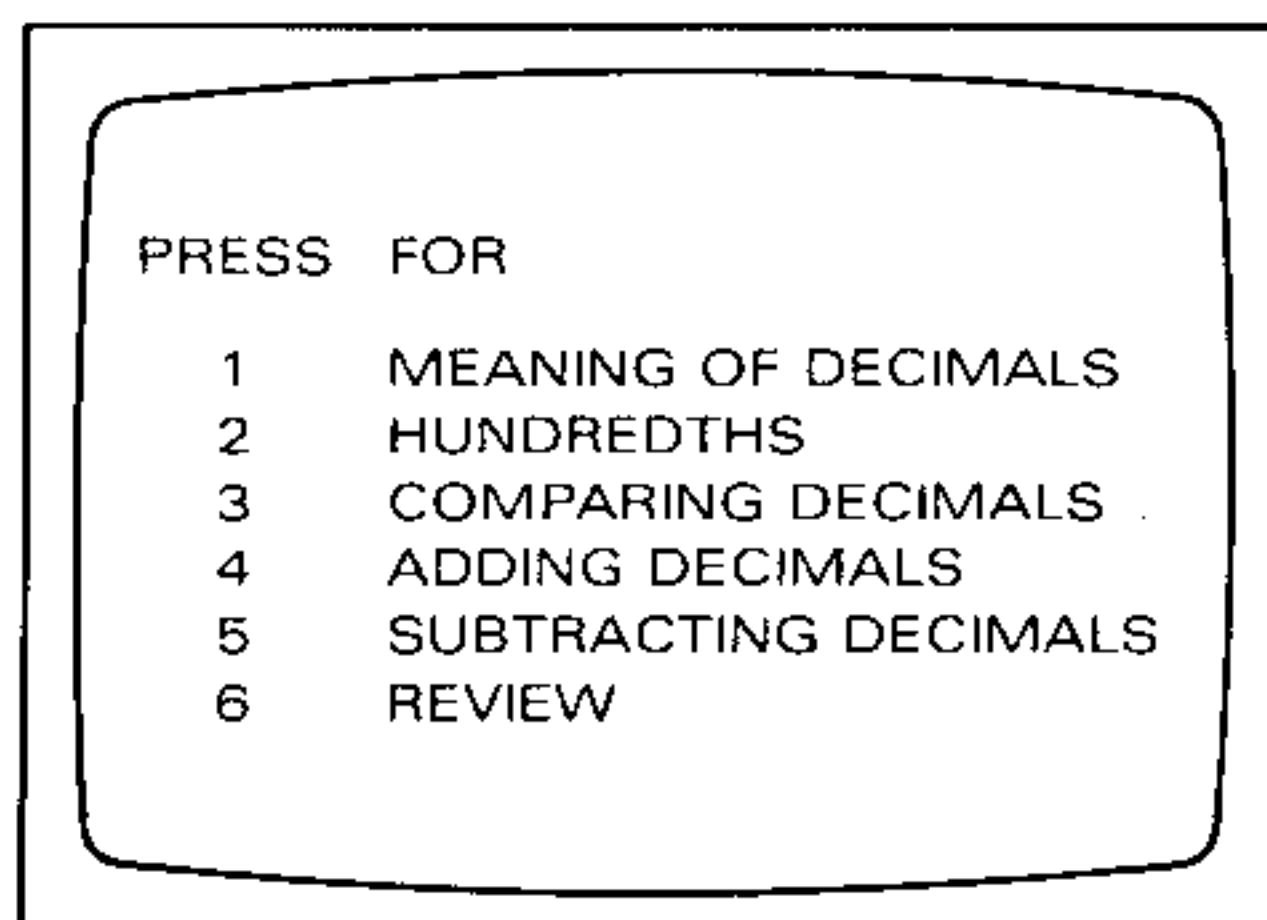 PRESS FOR
1 MEANING OF DECIMALS
2 HUNDREDTHS
3 COMPARING DECIMALS
4 ADDING DECIMALS
5 SUBTRACTING DECIMALS
6 REVIEW